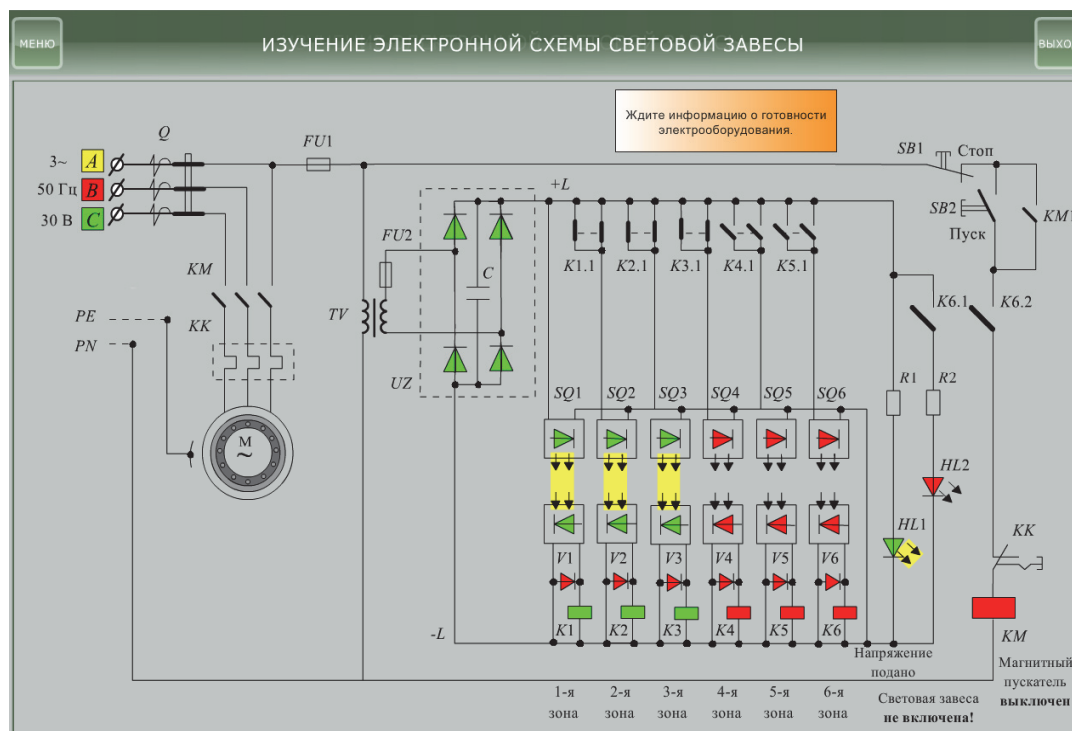 МЕНЮ
ИЗУЧЕНИЕ ЭЛЕКТРОННОЙ СХЕМЫ СВЕТОВОЙ ЗАВЕСЫ
ВЫХО
Ждите информацию о готовности
электрооборудования.
Q
FU1
3~ A
50 Гц B
30 В C
SB1 Стоп
SB2
Пуск
KM1
+L
FU2
K1.1 K2.1 K3.1 K4.1 K5.1
C
KM
K6.1 K6.2
PE
TV
KK
PN
UZ
R1 R2
SQ1 SQ2 SQ3 SQ4 SQ5 SQ6
M
~
HL2
HL1
KK
V1 V2 V3 V4 V5 V6
-L
K1 K2 K3 K4 K5 K6
KM
Напряжение
подано
Магнитный
пускатель
выключен
1-я 2-я 3-я 4-я 5-я 6-я
зона зона зона зона зона зона
Световая завеса
не включена!